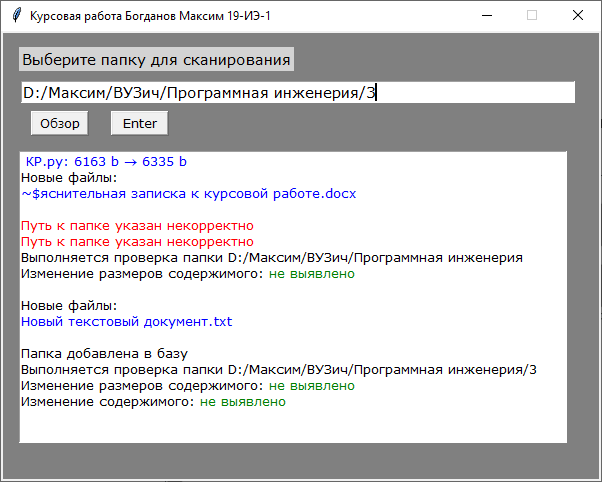 Курсовая работа Богданов Максим 19-ИЭ-1
Выберите папку для сканирования
D:/Максим/ВУЗич/Программная инженерия/3
Обзор
Enter
КР.py: 6163 b → 6335 b
Новые файлы:
~$яснительная записка к курсовой работе.docx
Путь к папке указан некорректно
Путь к папке указан некорректно
Выполняется проверка папки D:/Максим/ВУЗич/Программная инженерия
Изменение размеров содержимого: не выявлено
Новые файлы:
Новый текстовый документ.txt
Папка добавлена в базу
Выполняется проверка папки D:/Максим/ВУЗич/Программная инженерия/3
Изменение размеров содержимого: не выявлено
Изменение содержимого: не выявлено